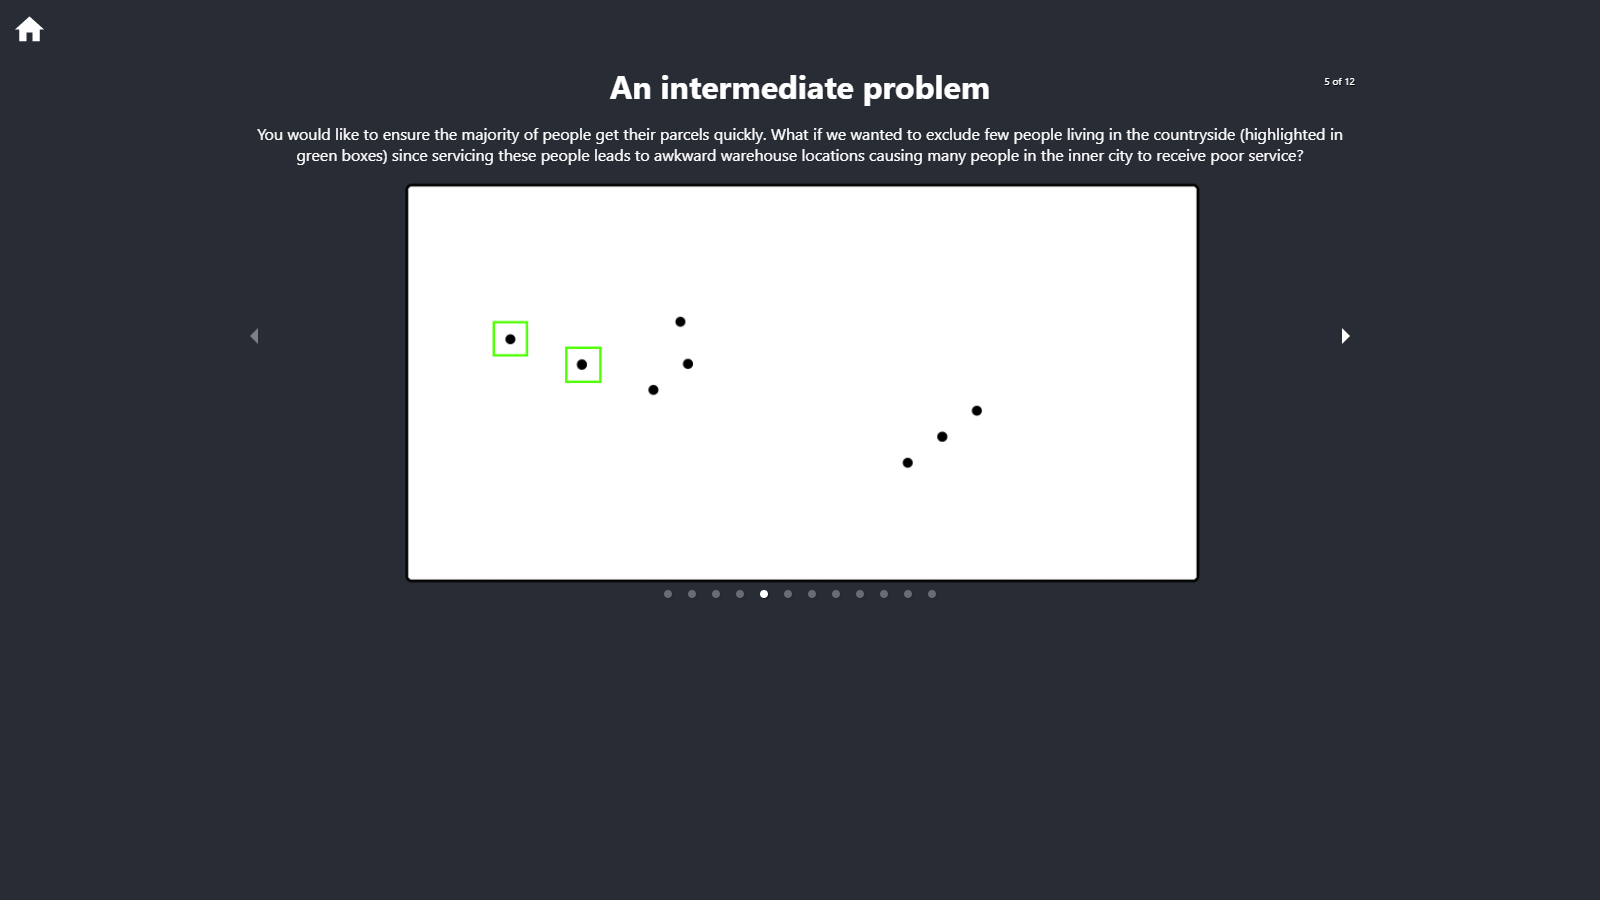 An intermediate problem
5 of 12
You would like to ensure the majority of people get their parcels quickly. What if we wanted to exclude few people living in the countryside (highlighted in
green boxes) since servicing these people leads to awkward warehouse locations causing many people in the inner city to receive poor service?